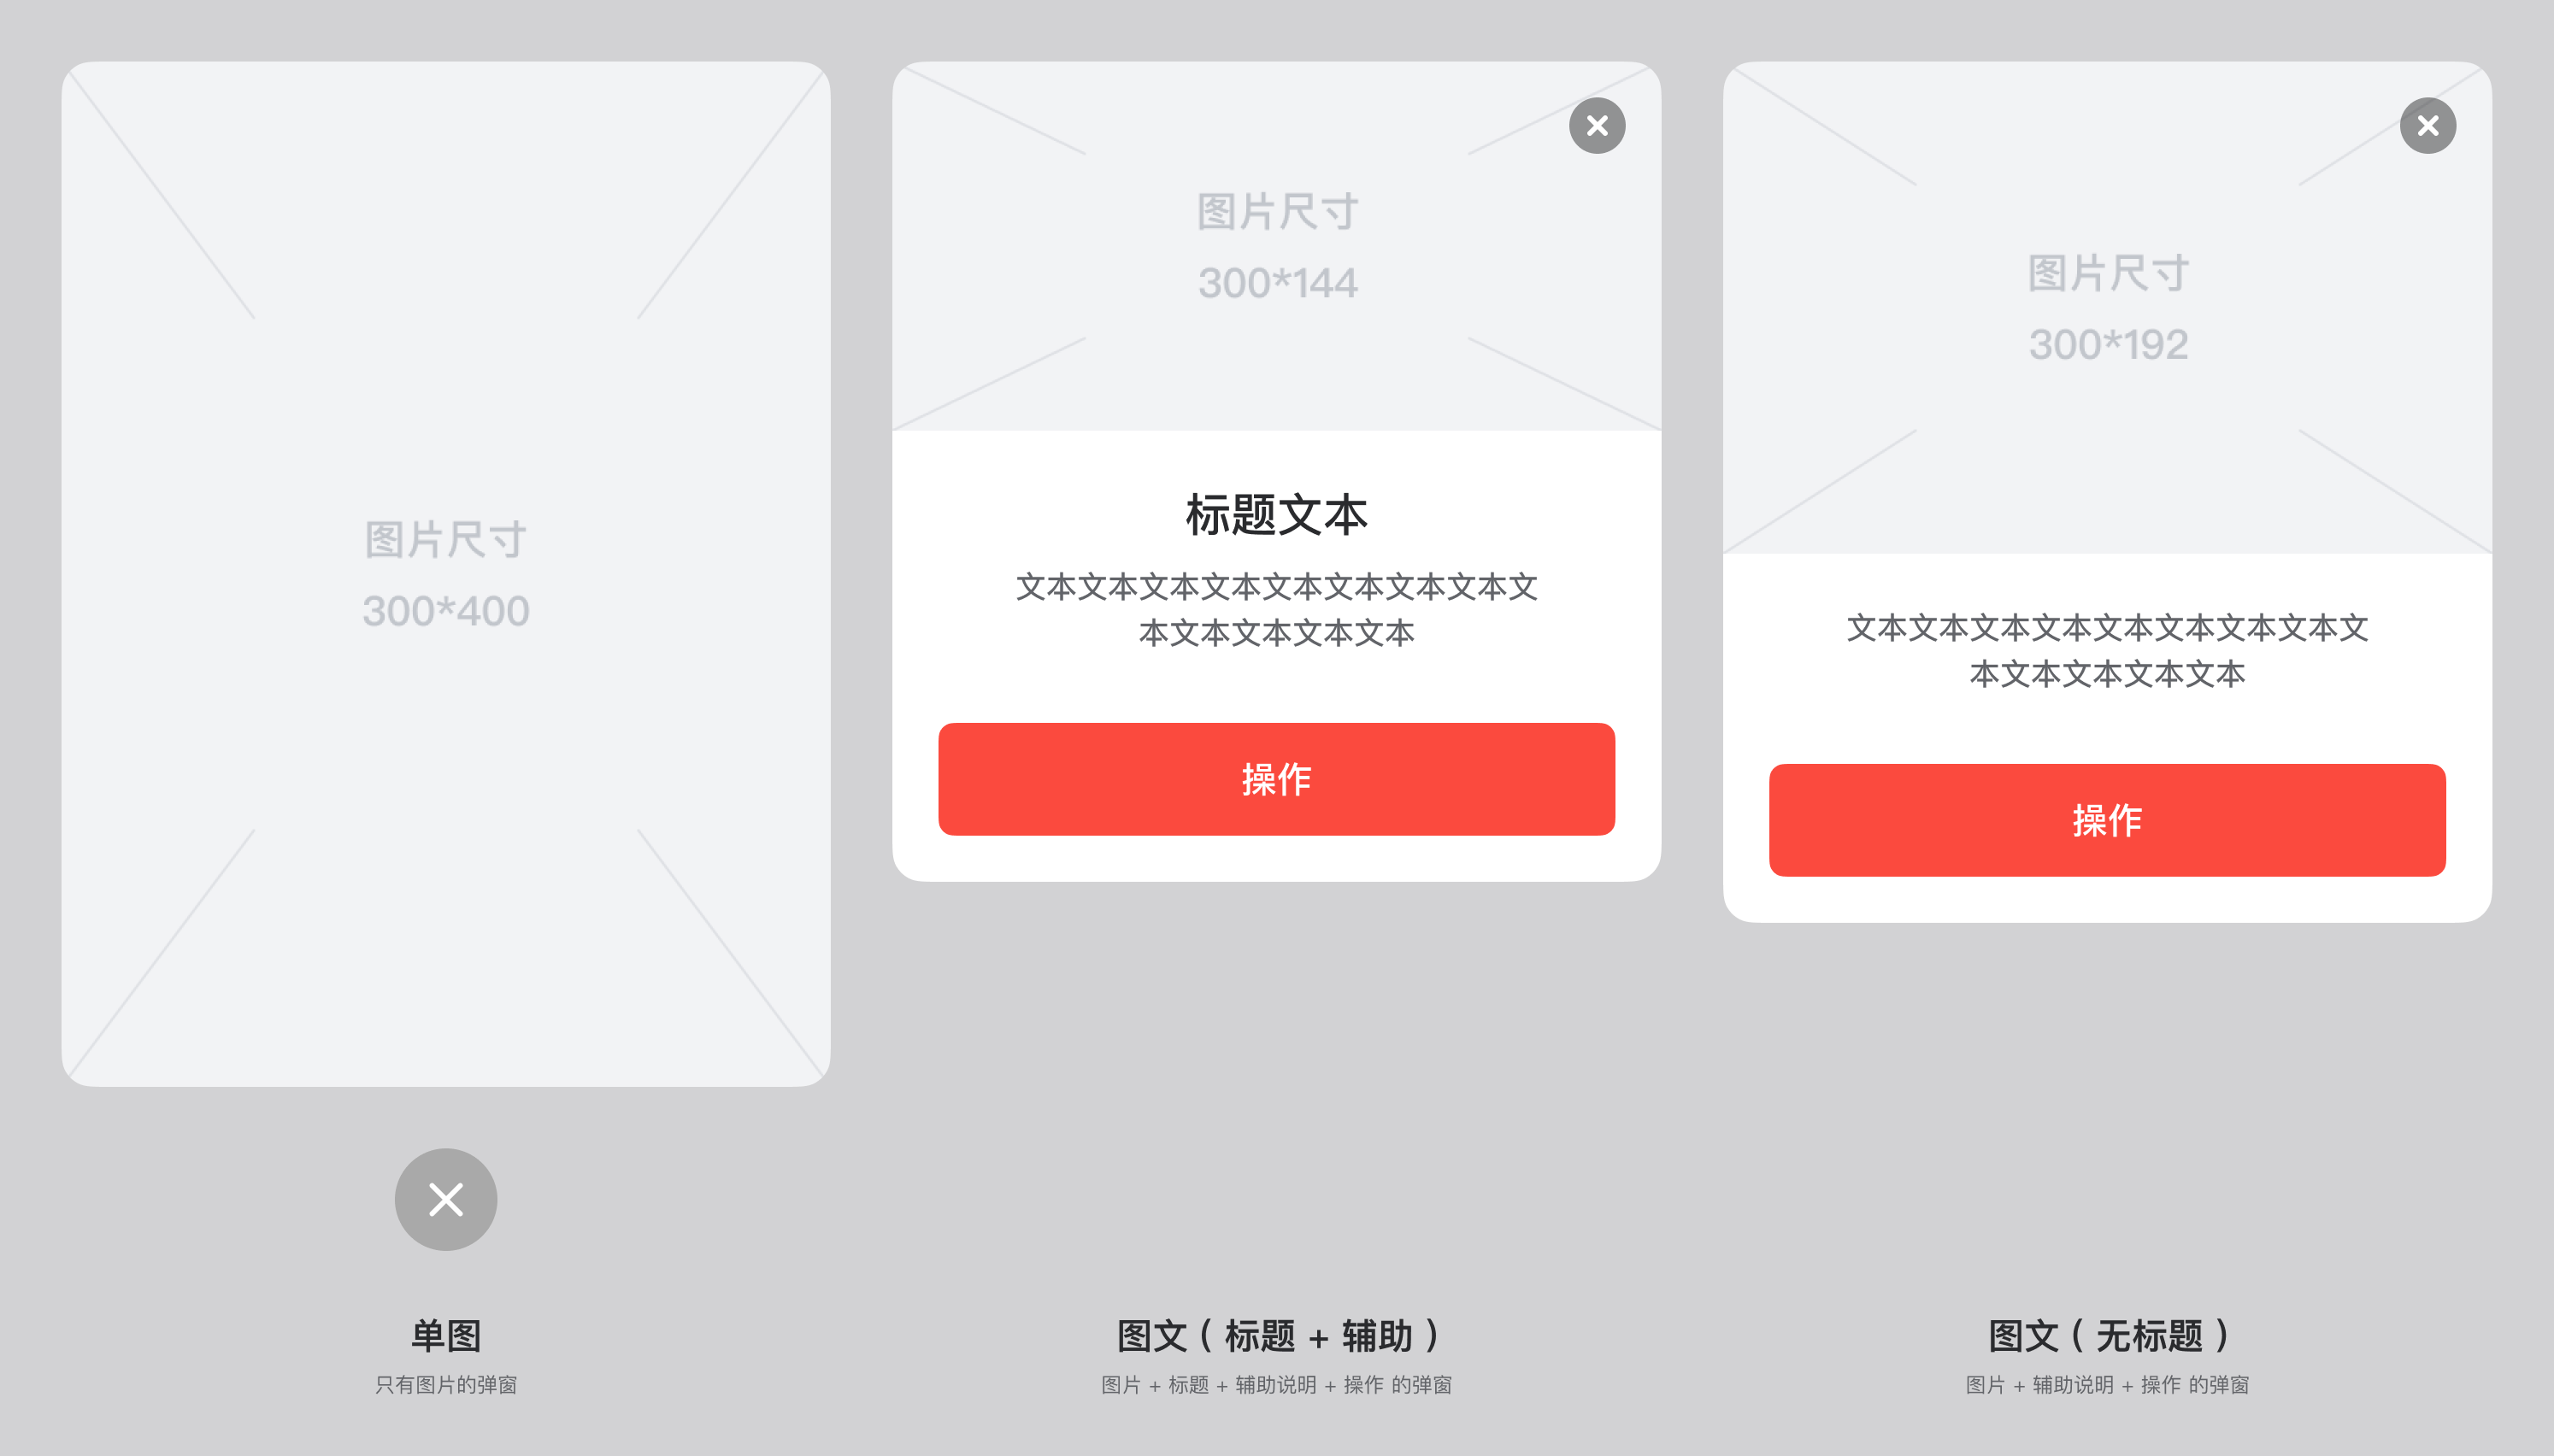 图片尺寸
300*400
单图
只有图片的弹窗
图片尺寸
300*144
标题文本
文本文本文本文本文本文本文本文本文
本文本文本文本文本
操作
图文（标题 + 辅助）
图片 + 标题 + 辅助说明 + 操作 的弹窗
图片尺寸
300*192
文本文本文本文本文本文本文本文本文
本文本文本文本文本
操作
图文（无标题）
图片 + 辅助说明 + 操作 的弹窗